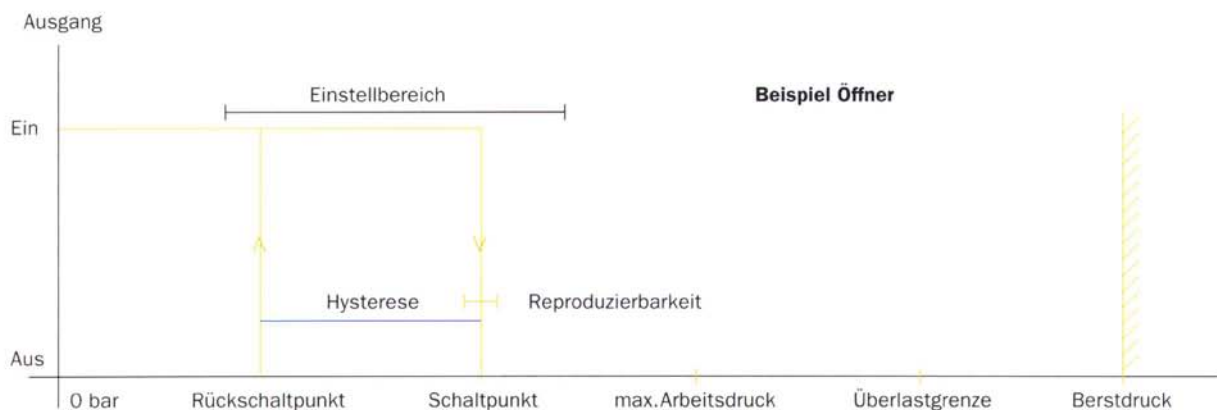 Ausgang
Einstellbereich
Beispiel Öffner
Ein
Hysterese
Reproduzierbarkeit
Aus
0 bar
Rückschaltpunkt
Schaltpunkt
max.Arbeitsdruck
Überlastgrenze
Berstdruck